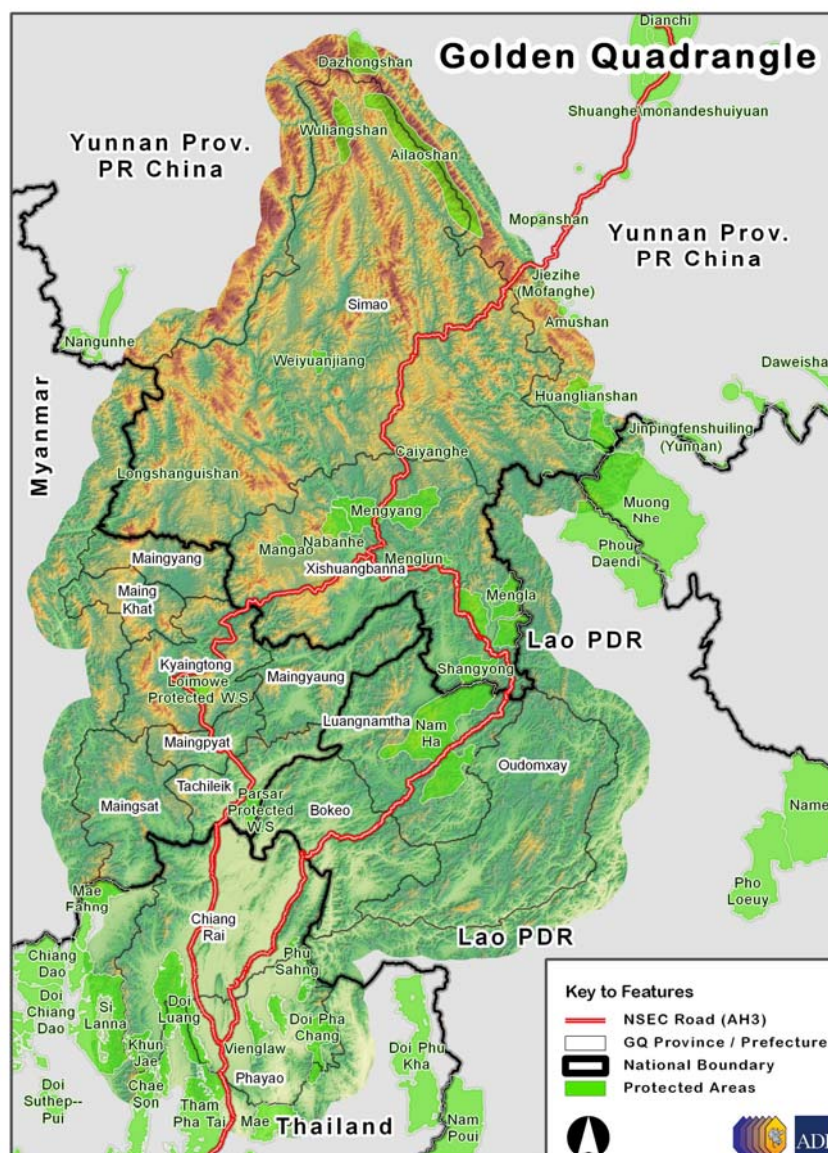 Dianchi
Golden Quadrangle
Dazhongshan
Shuanghe\monandeshuiyuan
Wuliangshan
Yunnan Prov.
PR China
Ailaoshan
Mopanshan
Yunnan Prov.
PR China
Jiezihe
(Mofanghe)
Simao
Amushan
Nangunhe
Weiyuanjiang
Daweisha
Huanglianshan
Myanmar
Jinpingfenshuiling
(Yunnan)
Caiyanghe
Longshanguishan
Muong
Nhe
Mengyang
Nabanhe
Mangao
Maingyang
Menglun
Phou
Daendi
Xishuangbanna
Maing
Khat
Mengla
Lao PDR
Kyaingtong
Loimowe
Protected W.S
Maingyaung
Shangyong
Luangnamtha
Nam
Ha
Maingpyat
Oudomxay
Tachileik
Maingsat
Parsar
Protected
W.S
Bokeo
Name
Pho
Loeuy
Mae
Fahng
Chiang
Rai
Lao PDR
Phu
Sahng
Chiang
Dao
Doi
Chiang
Dao
Si
Lanna
Doi
Luang
Doi Pha
Chang
Khun
Jae
Vienglaw
Doi Phu
Kha
Chae
Son
Phayao
Doi
Suthep--
Pui
Tham
Pha Tai
Mae
Thailand
Nam
Poui
Key to Features
NSEC Road (AH3)
GQ Province / Prefecture
National Boundary
Protected Areas
ADB